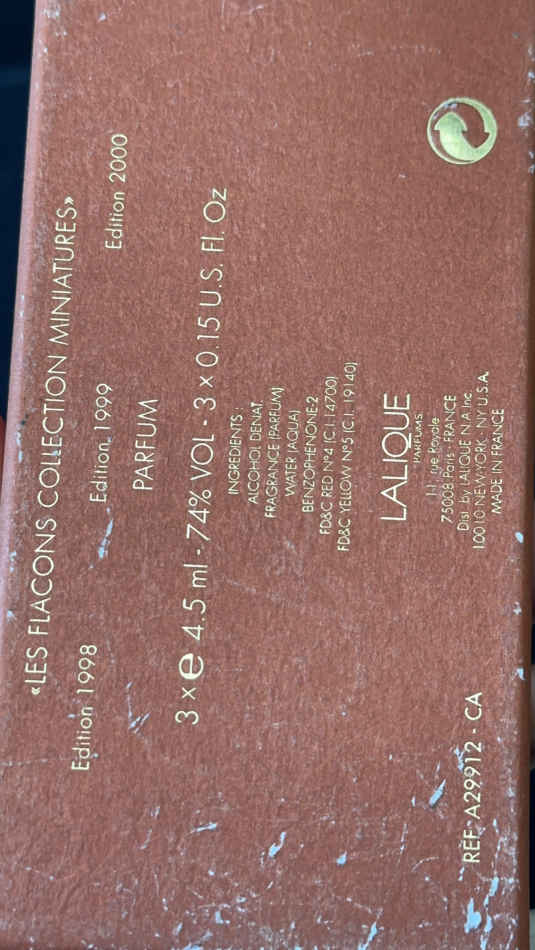 «LES FLACONS COLLECTION MINIATURES»
Edition 1998 Edition 1999 Edition 2000
PARFUM
3 x e 4.5 ml - 74% VOL - 3 x 0.15 U.S. Fl. Oz
INGREDIENTS :
ALCOHOL DENAT.
FRAGRANCE (PARFUM)
WATER (AQUA)
BENZOPHENONE-2
FD&C RED N°4 (C.I. 14700)
FD&C YELLOW N°5 (C.I. 19140)
LALIQUE
PARFUMS
11 rue Royale
75008 Paris - FRANCE
Dist. by LALIQUE N.A Inc.
10010 NEW-YORK - NY U.S.A.
MADE IN FRANCE
REF. A29912 - CA